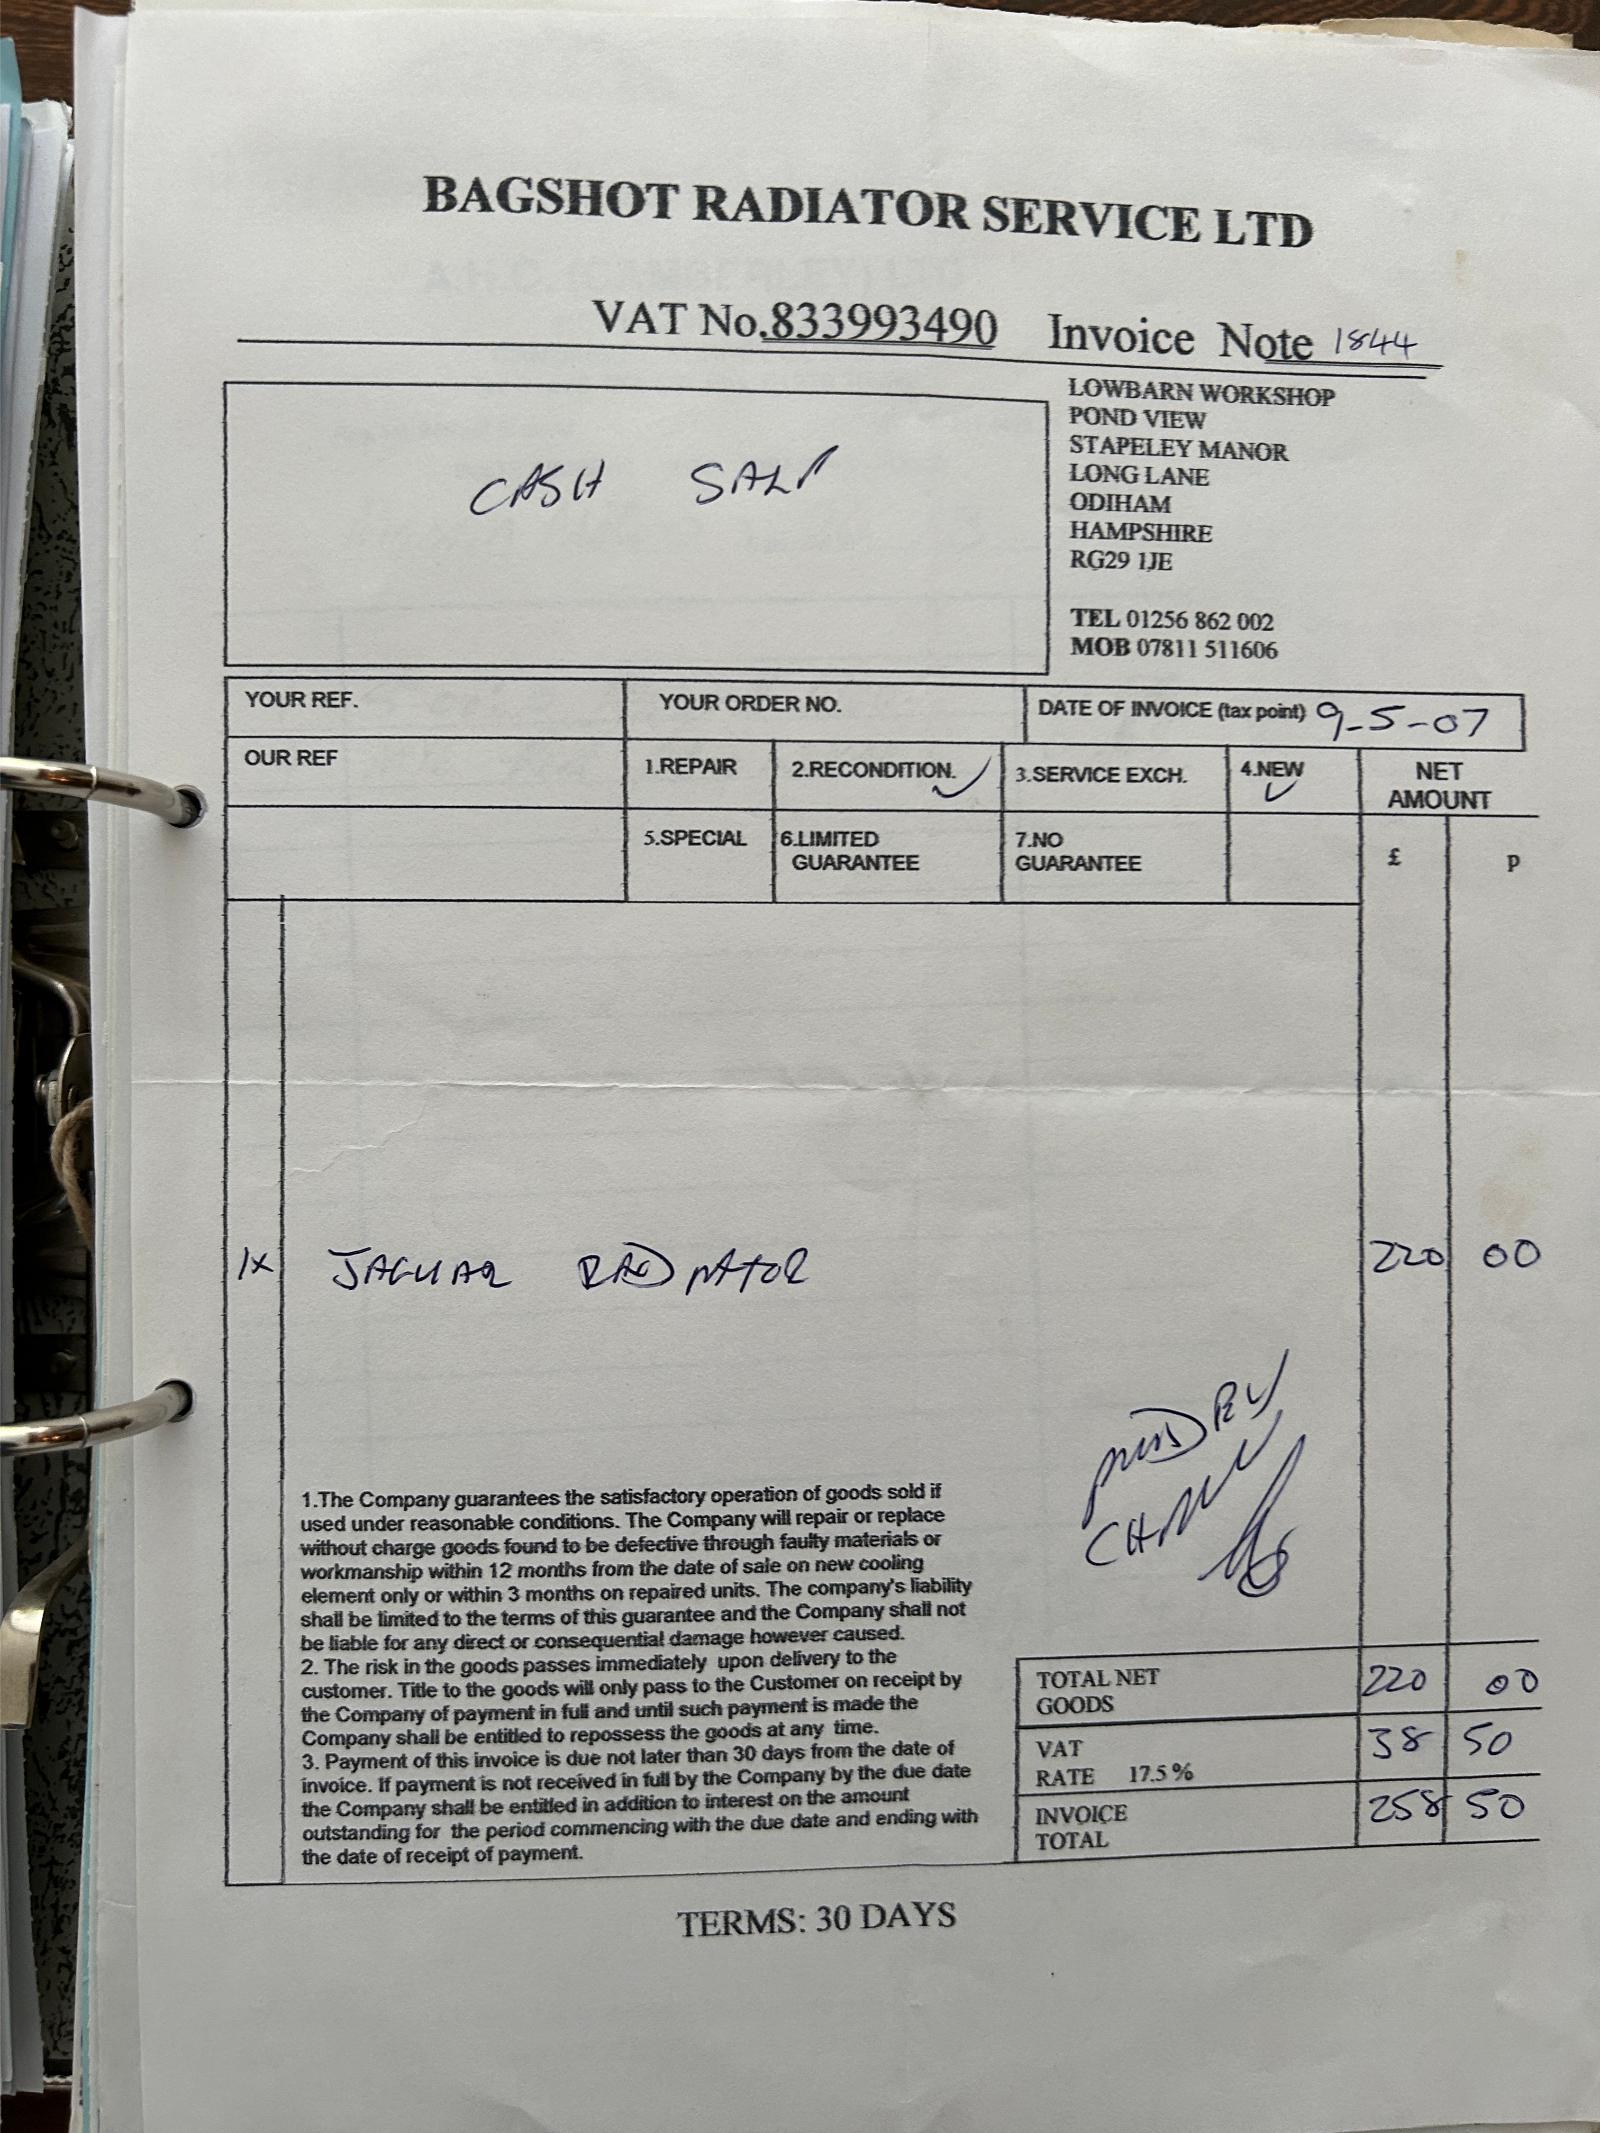 BAGSHOT RADIATOR SERVICE LTD
VAT No.833993490 Invoice Note 1844
CASH SALE
LOWBARN WORKSHOP
POND VIEW
STAPELEY MANOR
LONG LANE
ODIHAM
HAMPSHIRE
RG29 1JE
TEL 01256 862 002
MOB 07811 511606
YOUR REF. YOUR ORDER NO. DATE OF INVOICE (tax point) 9-5-07
OUR REF 1.REPAIR 2.RECONDITION. 3.SERVICE EXCH. 4.NEW NET
AMOUNT
5.SPECIAL 6.LIMITED 7.NO £ p
GUARANTEE GUARANTEE
1x JAGUAR RADIATOR 220 00
1.The Company guarantees the satisfactory operation of goods sold if
used under reasonable conditions. The Company will repair or replace
without charge goods found to be defective through faulty materials or
workmanship within 12 months from the date of sale on new cooling
element only or within 3 months on repaired units. The company's liability
shall be limited to the terms of this guarantee and the Company shall not
be liable for any direct or consequential damage however caused.
2. The risk in the goods passes immediately upon delivery to the
customer. Title to the goods will only pass to the Customer on receipt by
the Company of payment in full and until such payment is made the
Company shall be entitled to repossess the goods at any time.
3. Payment of this invoice is due not later than 30 days from the date of
invoice. If payment is not received in full by the Company by the due date
the Company shall be entitled in addition to interest on the amount
outstanding for the period commencing with the due date and ending with
the date of receipt of payment.
TOTAL NET 220 00
GOODS
VAT 38 50
RATE 17.5 %
INVOICE 258 50
TOTAL
TERMS: 30 DAYS